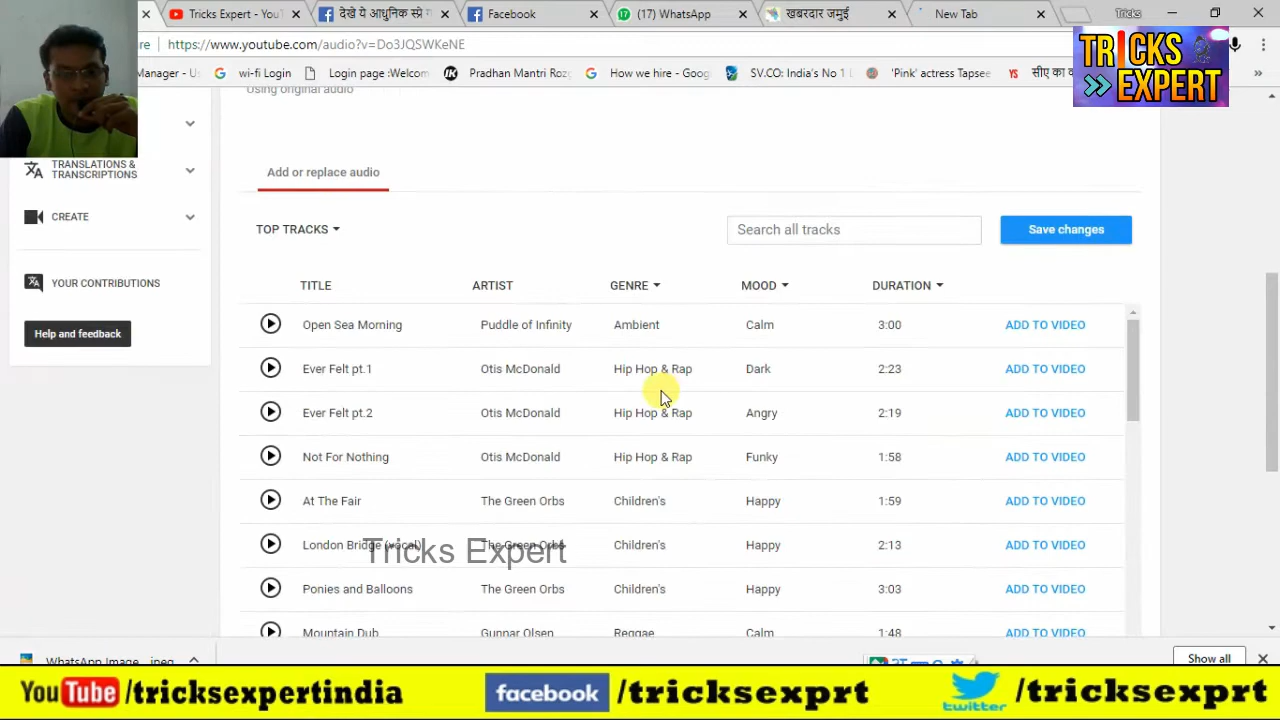 Tricks Expert - You
देखे ये आधुनिक स्प्रे
Facebook
(17) WhatsApp
खबरदार जमुई
New Tab
Tricks
https://www.youtube.com/audio?v=Do3JQSWKeNE
Manager - U
wi-fi Login
Login page :Welcom
Pradhan Mantri Roz
How we hire - Goog
SV.CO: India's No 1
'Pink' actress Tapsee
YS
सीए का
TRICKS
EXPERT
Using original audio
TRANSLATIONS &
TRANSCRIPTIONS
CREATE
YOUR CONTRIBUTIONS
Help and feedback
Add or replace audio
TOP TRACKS
Search all tracks
Save changes
TITLE ARTIST GENRE MOOD DURATION
Open Sea Morning Puddle of Infinity Ambient Calm 3:00 ADD TO VIDEO
Ever Felt pt.1 Otis McDonald Hip Hop & Rap Dark 2:23 ADD TO VIDEO
Ever Felt pt.2 Otis McDonald Hip Hop & Rap Angry 2:19 ADD TO VIDEO
Not For Nothing Otis McDonald Hip Hop & Rap Funky 1:58 ADD TO VIDEO
At The Fair The Green Orbs Children's Happy 1:59 ADD TO VIDEO
London Bridge (vocal) The Green Orbs Children's Happy 2:13 ADD TO VIDEO
Tricks Expert
Ponies and Balloons The Green Orbs Children's Happy 3:03 ADD TO VIDEO
Mountain Dub Gunnar Olsen Reggae Calm 1:48 ADD TO VIDEO
WhatsApp Image ...jpeg
Show all
YouTube/tricksexpertindia
facebook /tricksexprt
twitter /tricksexprt